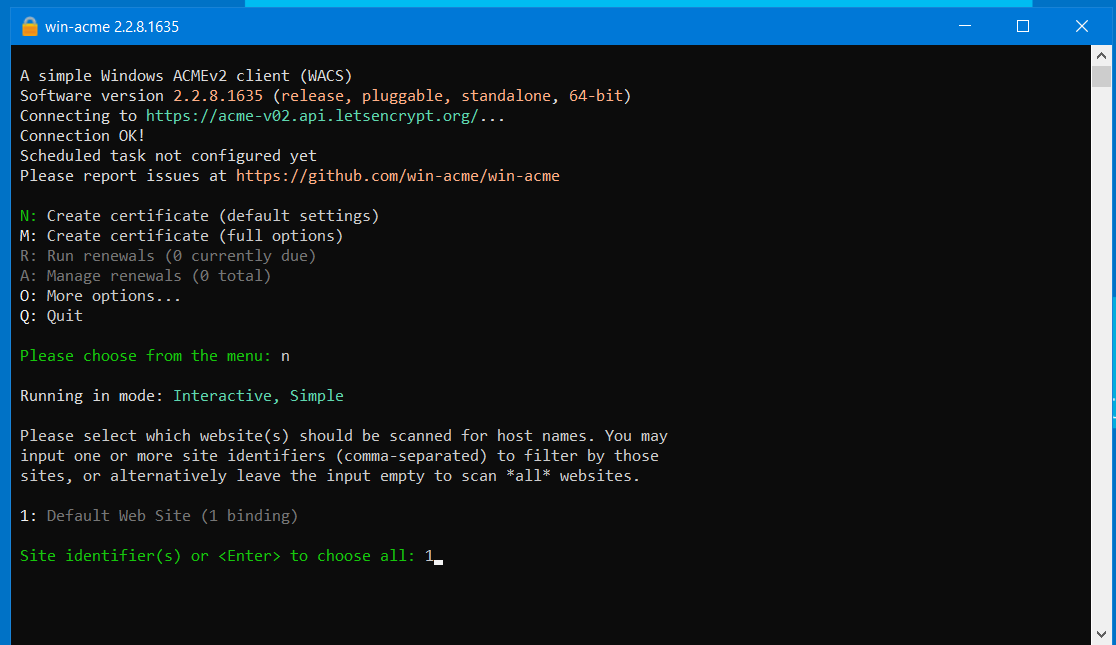 win-acme 2.2.8.1635
A simple Windows ACMEv2 client (WACS)
Software version 2.2.8.1635 (release, pluggable, standalone, 64-bit)
Connecting to https://acme-v02.api.letsencrypt.org/...
Connection OK!
Scheduled task not configured yet
Please report issues at https://github.com/win-acme/win-acme
N: Create certificate (default settings)
M: Create certificate (full options)
R: Run renewals (0 currently due)
A: Manage renewals (0 total)
O: More options...
Q: Quit
Please choose from the menu: n
Running in mode: Interactive, Simple
Please select which website(s) should be scanned for host names. You may
input one or more site identifiers (comma-separated) to filter by those
sites, or alternatively leave the input empty to scan *all* websites.
1: Default Web Site (1 binding)
Site identifier(s) or <Enter> to choose all: 1